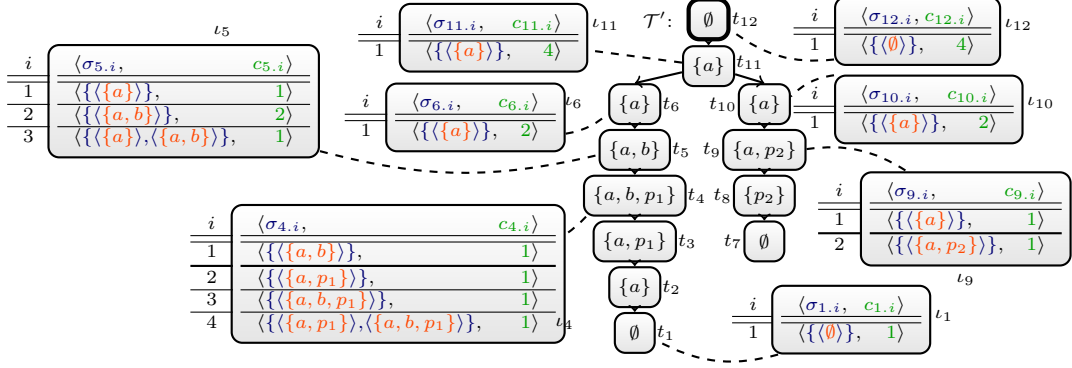 i ⟨σ11.i, c11.i⟩ ι11
1 ⟨{⟨{a}⟩}, 4⟩
𝒯′: ∅ t12
i ⟨σ12.i, c12.i⟩ ι12
1 ⟨{⟨∅⟩}, 4⟩
ι5
i ⟨σ5.i, c5.i⟩
1 ⟨{⟨{a}⟩}, 1⟩
2 ⟨{⟨{a, b}⟩}, 2⟩
3 ⟨{⟨{a}⟩,⟨{a, b}⟩}, 1⟩
{a} t11
i ⟨σ6.i, c6.i⟩ ι6
1 ⟨{⟨{a}⟩}, 2⟩
{a} t6
t10 {a}
i ⟨σ10.i, c10.i⟩ ι10
1 ⟨{⟨{a}⟩}, 2⟩
{a, b} t5
t9 {a, p2}
{a, b, p1} t4
t8 {p2}
i ⟨σ9.i, c9.i⟩
1 ⟨{⟨{a}⟩}, 1⟩
2 ⟨{⟨{a, p2}⟩}, 1⟩
ι9
i ⟨σ4.i, c4.i⟩
1 ⟨{⟨{a, b}⟩}, 1⟩
2 ⟨{⟨{a, p1}⟩}, 1⟩
3 ⟨{⟨{a, b, p1}⟩}, 1⟩
4 ⟨{⟨{a, p1}⟩,⟨{a, b, p1}⟩}, 1⟩ ι4
{a, p1} t3
t7 ∅
{a} t2
∅ t1
i ⟨σ1.i, c1.i⟩ ι1
1 ⟨{⟨∅⟩}, 1⟩